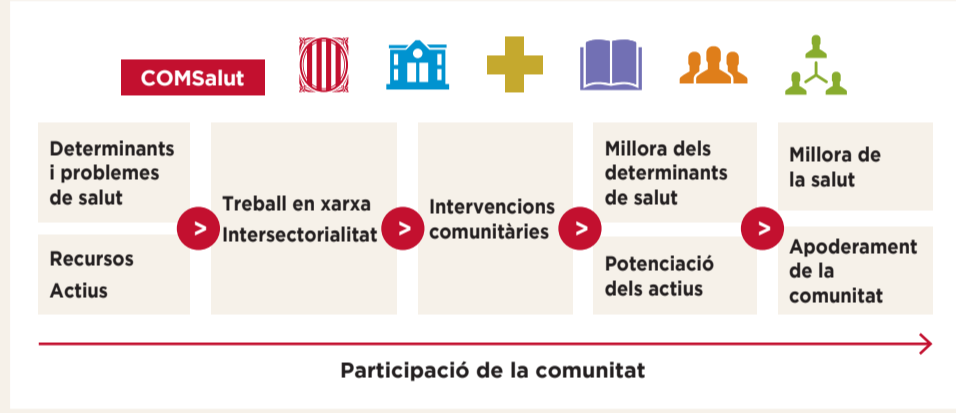 COMSalut
Determinants
i problemes
de salut
Recursos
Actius
>
Treball en xarxa
Intersectorialitat
>
Intervencions
comunitàries
>
Millora dels
determinants
de salut
Potenciació
dels actius
>
Millora de
la salut
Apoderament
de la
comunitat
Participació de la comunitat